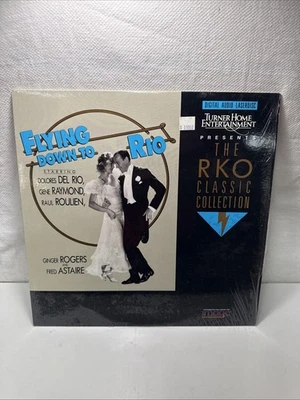 DIGITAL AUDIO LASERDISC
TURNER HOME
ENTERTAINMENT
PRESENTS
THE
RKO
CLASSIC
COLLECTION
FLYING
DOWN TO
RIO
STARRING
DOLORES DEL RIO,
GENE RAYMOND,
RAUL ROULIEN,
GINGER ROGERS
FRED ASTAIRE